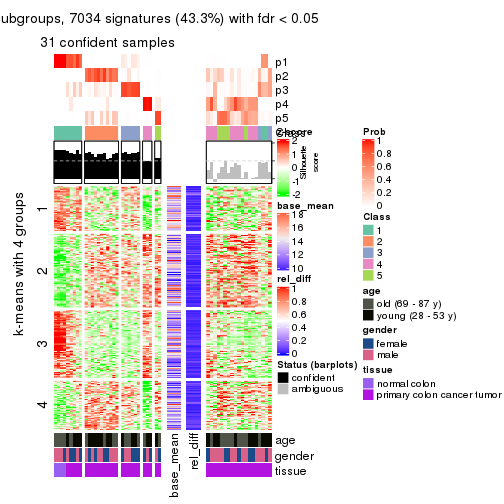 ubgroups, 7034 signatures (43.3%) with fdr < 0.05
31 confident samples
p1
p2
p3
p4
p5
Silhouette
score
k-means with 4 groups
1
2
3
4
base_mean
rel_diff
age
gender
tissue
Z-score
2
1
0
-1
-2
base_mean
18
16
14
12
10
rel_diff
1
0.8
0.6
0.4
0.2
0
Status (barplots)
confident
ambiguous
Prob
1
0.8
0.6
0.4
0.2
0
Class
1
2
3
4
5
age
old (69 - 87 y)
young (28 - 53 y)
gender
female
male
tissue
normal colon
primary colon cancer tumor